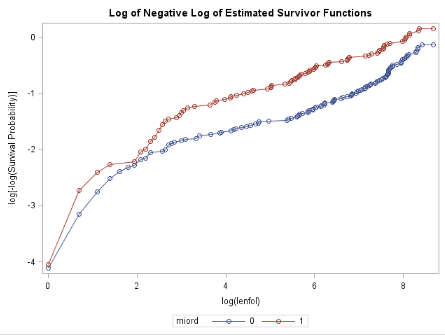 Log of Negative Log of Estimated Survivor Functions
log[-log(Survival Probability)]
0
-1
-2
-3
-4
0 2 4 6 8
log(lenfol)
miord 0 1